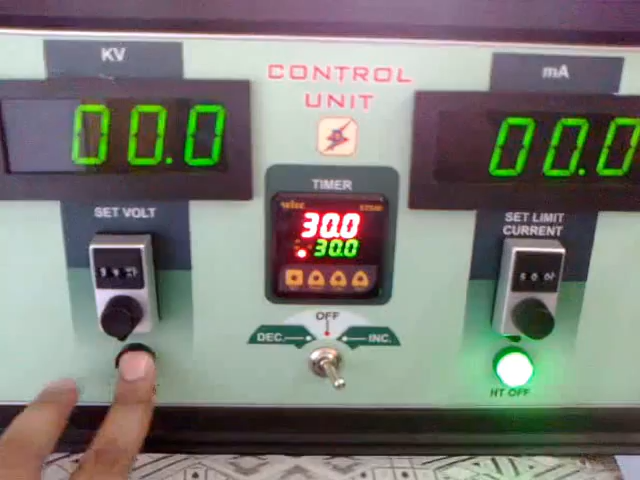 KV
CONTROL
UNIT
mA
00.0
00.0
TIMER
SET VOLT
30.0
30.0
SET LIMIT
CURRENT
OFF
DEC.
INC.
HT OFF